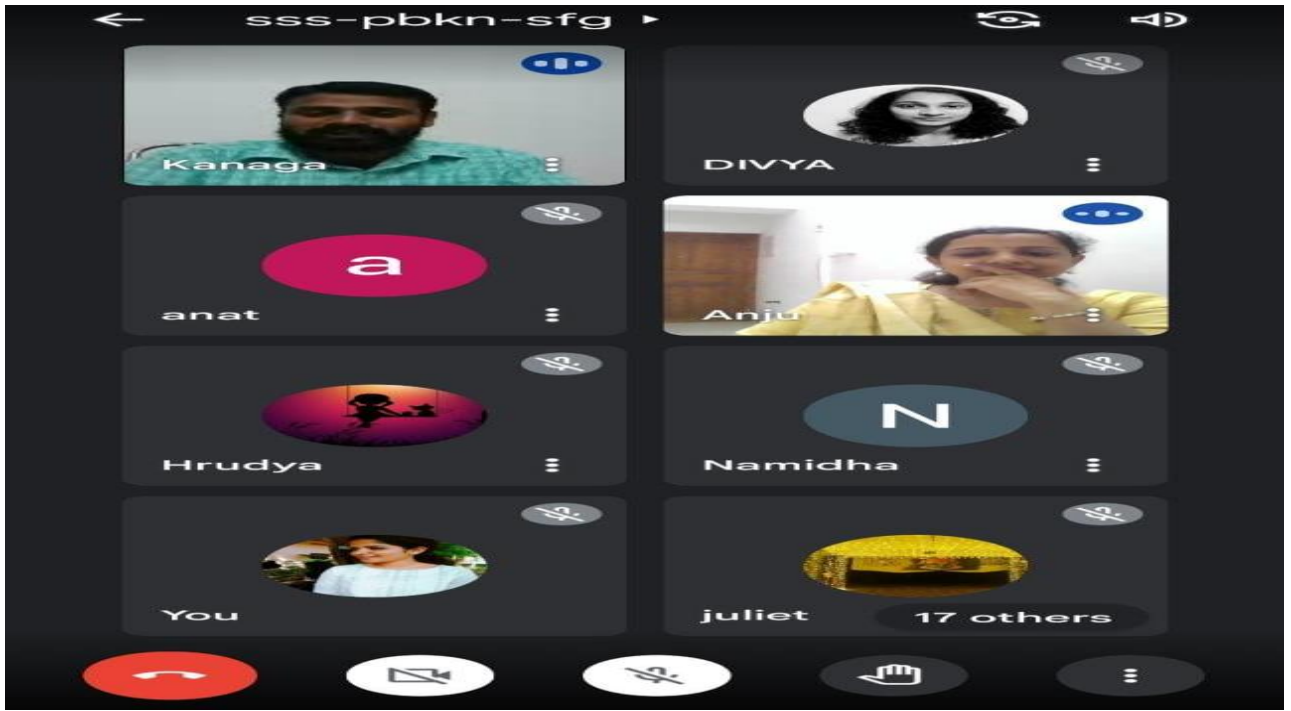 sss-pbkn-sfg
Kanaga
DIVYA
a
anat
Anju
Hrudya
N
Namidha
You
juliet
17 others